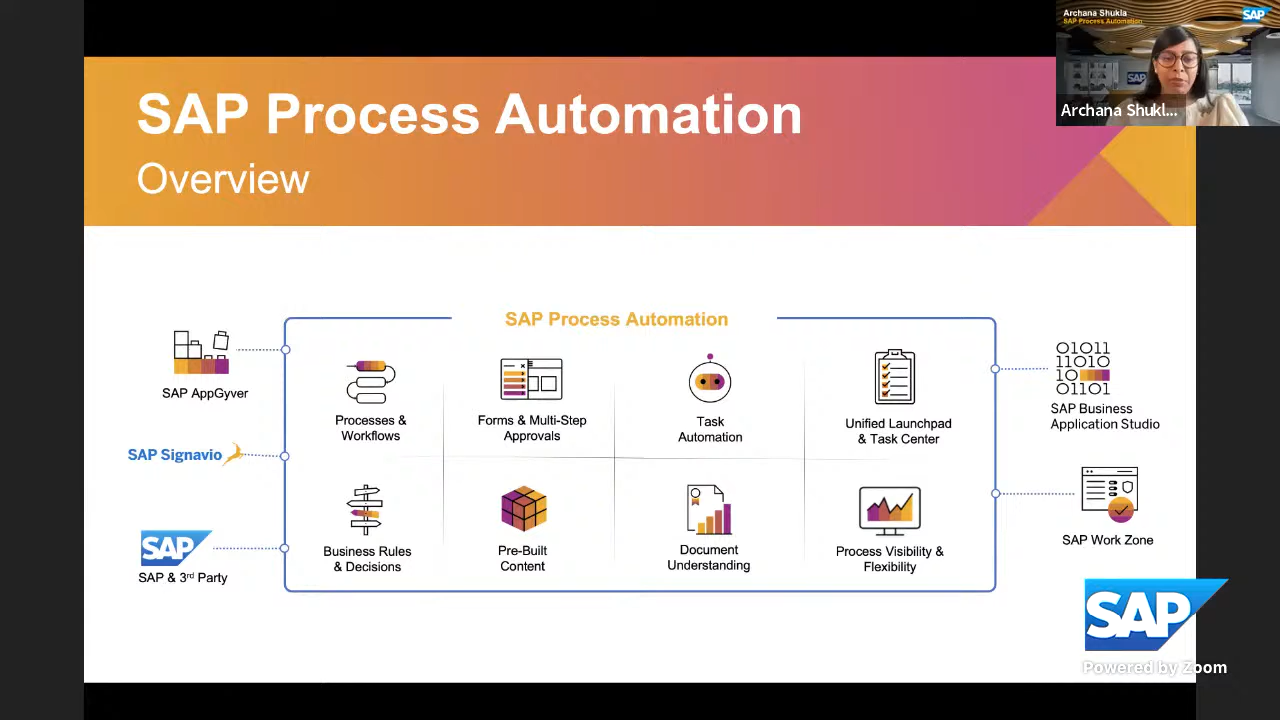 Archana Shukla
SAP Process Automation
SAP
SAP
Archana Shukl...
SAP Process Automation
Overview
SAP Process Automation
SAP AppGyver
SAP Signavio
SAP
SAP & 3rd Party
Processes &
Workflows
Forms & Multi-Step
Approvals
Task
Automation
Unified Launchpad
& Task Center
Business Rules
& Decisions
Pre-Built
Content
Document
Understanding
Process Visibility &
Flexibility
01011
11010
10
01101
SAP Business
Application Studio
SAP Work Zone
SAP
Powered by Zoom